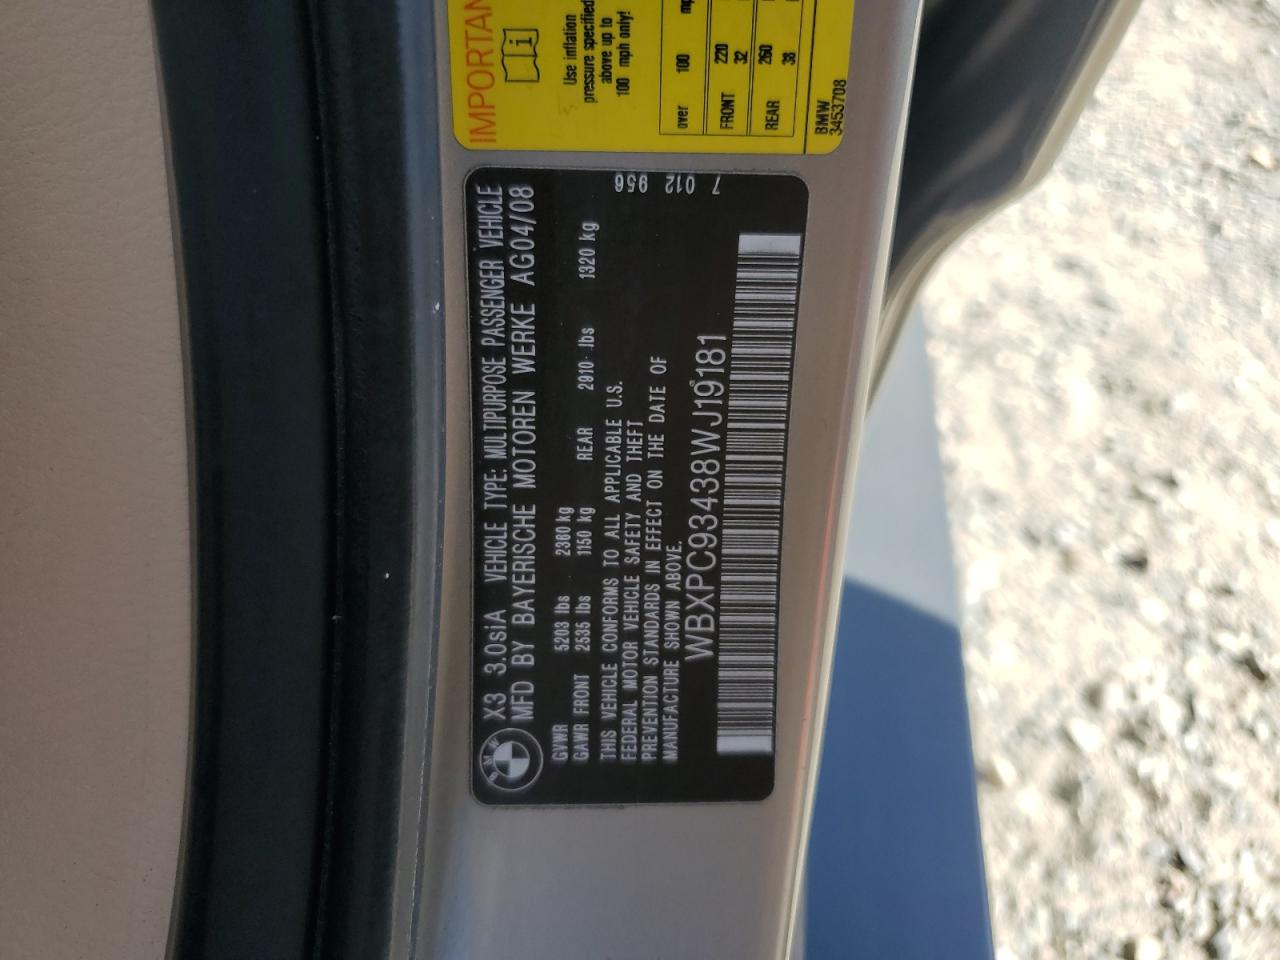 IMPORTAN
Use inflation
pressure specified
above up to
100 mph only!
over 100 mp
FRONT 220
32
REAR 260
38
BMW
3453708
BMW
X3 3.0siA VEHICLE TYPE: MULTIPURPOSE PASSENGER VEHICLE
MFD BY BAYERISCHE MOTOREN WERKE AG04/08
GVWR 5203 lbs 2360 kg
GAWR FRONT 2535 lbs 1150 kg REAR 2910 lbs 1320 kg
THIS VEHICLE CONFORMS TO ALL APPLICABLE U.S.
FEDERAL MOTOR VEHICLE SAFETY AND THEFT
PREVENTION STANDARDS IN EFFECT ON THE DATE OF
MANUFACTURE SHOWN ABOVE.
WBXPC93438WJ19181
7 012 956